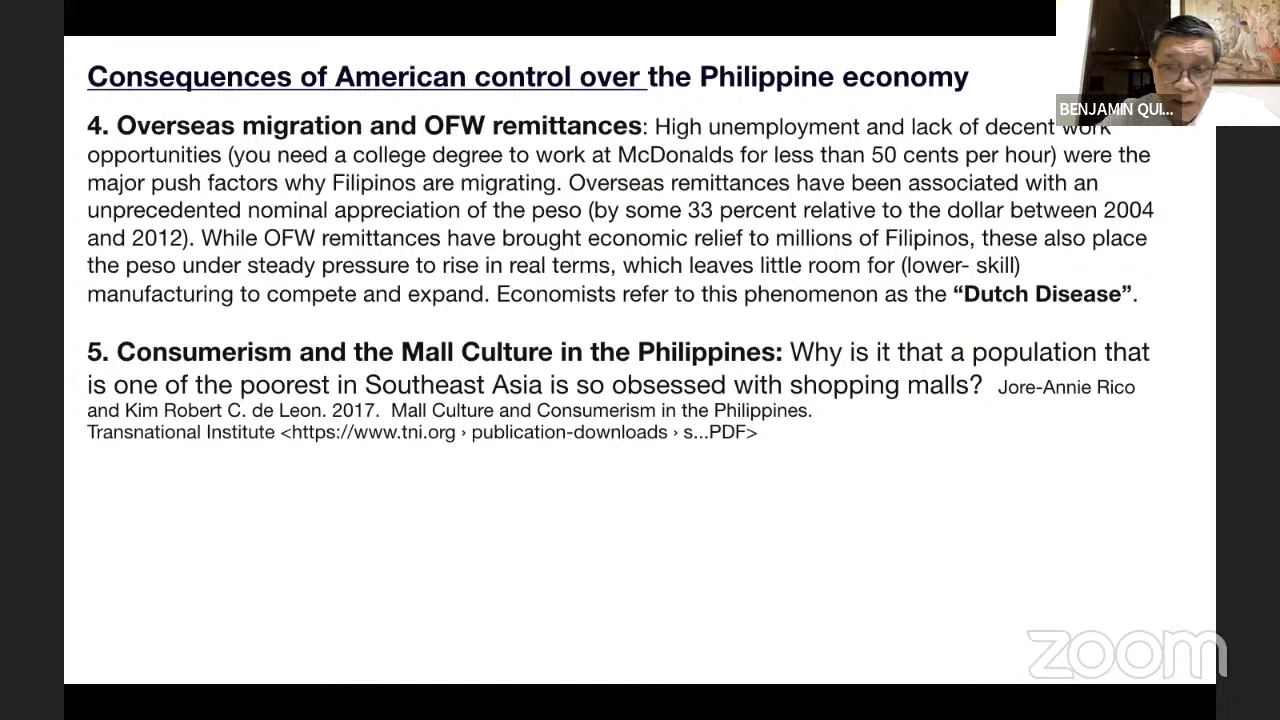 Consequences of American control over the Philippine economy
BENJAMIN QUI...
4. Overseas migration and OFW remittances: High unemployment and lack of decent work
opportunities (you need a college degree to work at McDonalds for less than 50 cents per hour) were the
major push factors why Filipinos are migrating. Overseas remittances have been associated with an
unprecedented nominal appreciation of the peso (by some 33 percent relative to the dollar between 2004
and 2012). While OFW remittances have brought economic relief to millions of Filipinos, these also place
the peso under steady pressure to rise in real terms, which leaves little room for (lower- skill)
manufacturing to compete and expand. Economists refer to this phenomenon as the “Dutch Disease”.
5. Consumerism and the Mall Culture in the Philippines: Why is it that a population that
is one of the poorest in Southeast Asia is so obsessed with shopping malls? Jore-Annie Rico
and Kim Robert C. de Leon. 2017. Mall Culture and Consumerism in the Philippines.
Transnational Institute <https://www.tni.org › publication-downloads › s...PDF>
zoom